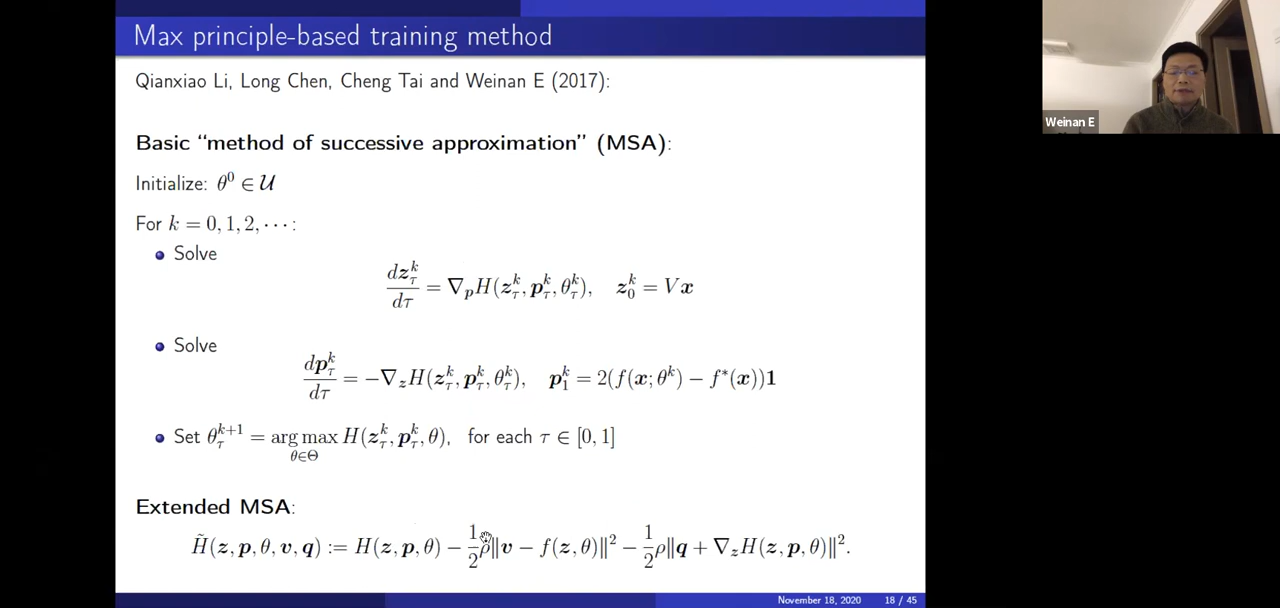 Max principle-based training method
Qianxiao Li, Long Chen, Cheng Tai and Weinan E (2017):
Basic “method of successive approximation” (MSA):
Initialize: θ^0 ∈ 𝒰
For k = 0, 1, 2, ⋯:
Solve
dz_τ^k/dτ = ∇_p H(z_τ^k, p_τ^k, θ_τ^k), z_0^k = Vx
Solve
dp_τ^k/dτ = −∇_z H(z_τ^k, p_τ^k, θ_τ^k), p_1^k = 2(f(x; θ^k) − f*(x))1
Set θ_τ^{k+1} = arg max_{θ∈Θ} H(z_τ^k, p_τ^k, θ), for each τ ∈ [0, 1]
Extended MSA:
H̃(z, p, θ, v, q) := H(z, p, θ) − 1/2 ρ‖v − f(z, θ)‖^2 − 1/2 ρ‖q + ∇_z H(z, p, θ)‖^2.
November 18, 2020 18 / 45
Weinan E